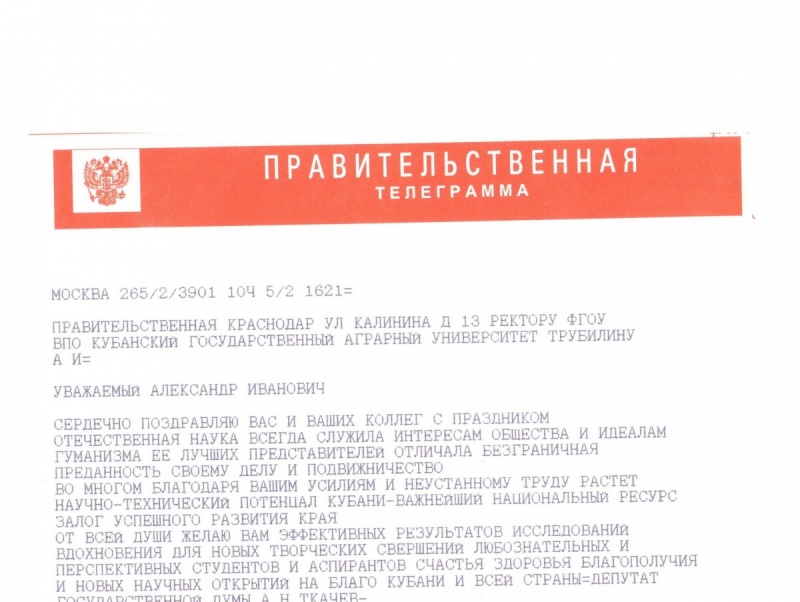 ПРАВИТЕЛЬСТВЕННАЯ
ТЕЛЕГРАММА
МОСКВА 265/2/3901 10Ч 5/2 1621=
ПРАВИТЕЛЬСТВЕННАЯ КРАСНОДАР УЛ КАЛИНИНА Д 13 РЕКТОРУ ФГОУ
ВПО КУБАНСКИЙ ГОСУДАРСТВЕННЫЙ АГРАРНЫЙ УНИВЕРСИТЕТ ТРУБИЛИНУ
А И=
УВАЖАЕМЫЙ АЛЕКСАНДР ИВАНОВИЧ
СЕРДЕЧНО ПОЗДРАВЛЯЮ ВАС И ВАШИХ КОЛЛЕГ С ПРАЗДНИКОМ
ОТЕЧЕСТВЕННАЯ НАУКА ВСЕГДА СЛУЖИЛА ИНТЕРЕСАМ ОБЩЕСТВА И ИДЕАЛАМ
ГУМАНИЗМА ЕЕ ЛУЧШИХ ПРЕДСТАВИТЕЛЕЙ ОТЛИЧАЛА БЕЗГРАНИЧНАЯ
ПРЕДАННОСТЬ СВОЕМУ ДЕЛУ И ПОДВИЖНИЧЕСТВО
ВО МНОГОМ БЛАГОДАРЯ ВАШИМ УСИЛИЯМ И НЕУСТАННОМУ ТРУДУ РАСТЕТ
НАУЧНО-ТЕХНИЧЕСКИЙ ПОТЕНЦАЛ КУБАНИ-ВАЖНЕЙШИЙ НАЦИОНАЛЬНЫЙ РЕСУРС
ЗАЛОГ УСПЕШНОГО РАЗВИТИЯ КРАЯ
ОТ ВСЕЙ ДУШИ ЖЕЛАЮ ВАМ ЭФФЕКТИВНЫХ РЕЗУЛЬТАТОВ ИССЛЕДОВАНИЙ
ВДОХНОВЕНИЯ ДЛЯ НОВЫХ ТВОРЧЕСКИХ СВЕРШЕНИЙ ЛЮБОЗНАТЕЛЬНЫХ И
ПЕРСПЕКТИВНЫХ СТУДЕНТОВ И АСПИРАНТОВ СЧАСТЬЯ ЗДОРОВЬЯ БЛАГОПОЛУЧИЯ
И НОВЫХ НАУЧНЫХ ОТКРЫТИЙ НА БЛАГО КУБАНИ И ВСЕЙ СТРАНЫ=ДЕПУТАТ
ГОСУДАРСТВЕННОЙ ДУМЫ А Н ТКАЧЕВ-